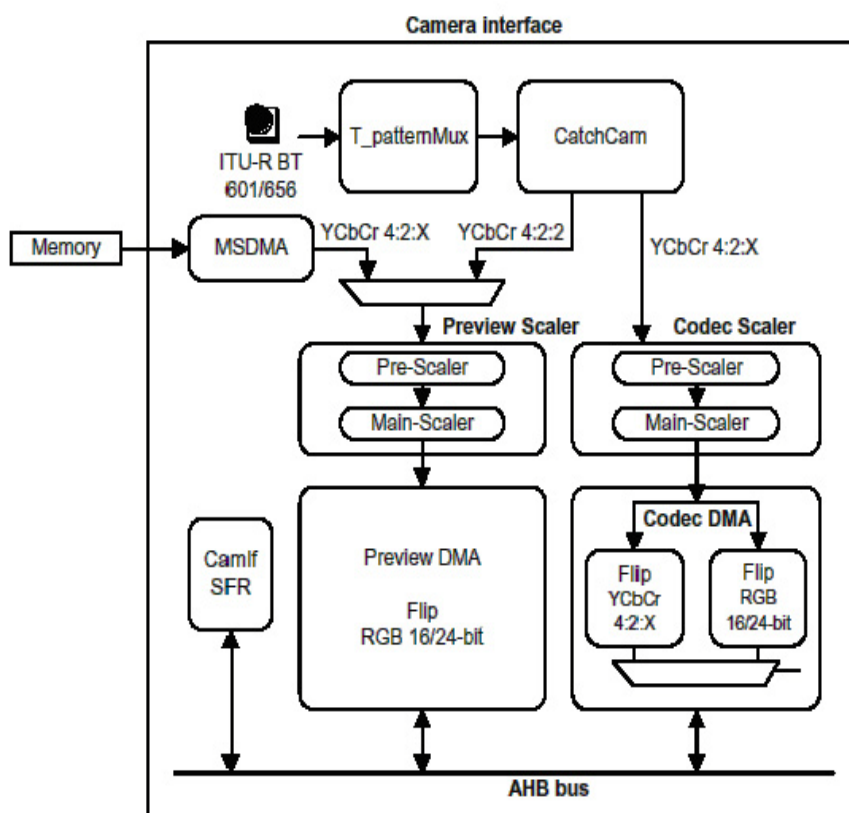 Camera interface
T_patternMux
CatchCam
ITU-R BT
601/656
Memory
MSDMA
YCbCr 4:2:X
YCbCr 4:2:2
YCbCr 4:2:X
Preview Scaler
Codec Scaler
Pre-Scaler
Pre-Scaler
Main-Scaler
Main-Scaler
CamIf
SFR
Preview DMA
Flip
RGB 16/24-bit
Codec DMA
Flip
YCbCr
4:2:X
Flip
RGB
16/24-bit
AHB bus